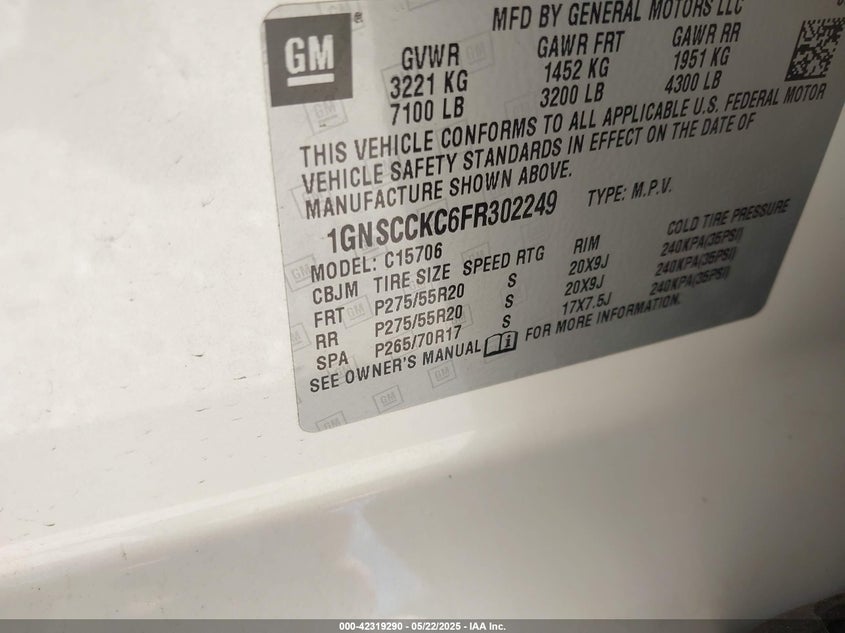 GM
MFD BY GENERAL MOTORS LLC
GVWR GAWR FRT GAWR RR
3221 KG 1452 KG 1951 KG
7100 LB 3200 LB 4300 LB
THIS VEHICLE CONFORMS TO ALL APPLICABLE U.S. FEDERAL MOTOR
VEHICLE SAFETY STANDARDS IN EFFECT ON THE DATE OF
MANUFACTURE SHOWN ABOVE.
1GNSCCKC6FR302249 TYPE: M.P.V.
MODEL: C15706
CBJM TIRE SIZE SPEED RTG RIM COLD TIRE PRESSURE
FRT P275/55R20 S 20X9J 240KPA(35PSI)
RR P275/55R20 S 20X9J 240KPA(35PSI)
SPA P265/70R17 S 17X7.5J 240KPA(35PSI)
SEE OWNER'S MANUAL FOR MORE INFORMATION.
000-42319290 - 05/22/2025 - IAA Inc.